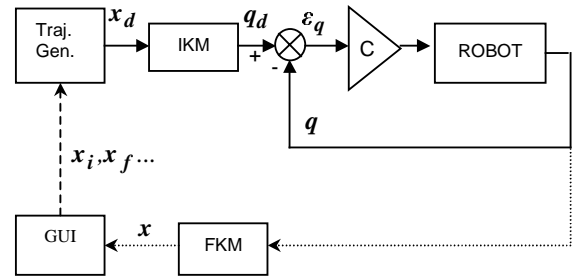 Traj.
Gen.
x_d
IKM
q_d
+
-
ε_q
C
ROBOT
q
x_i,x_f...
GUI
x
FKM